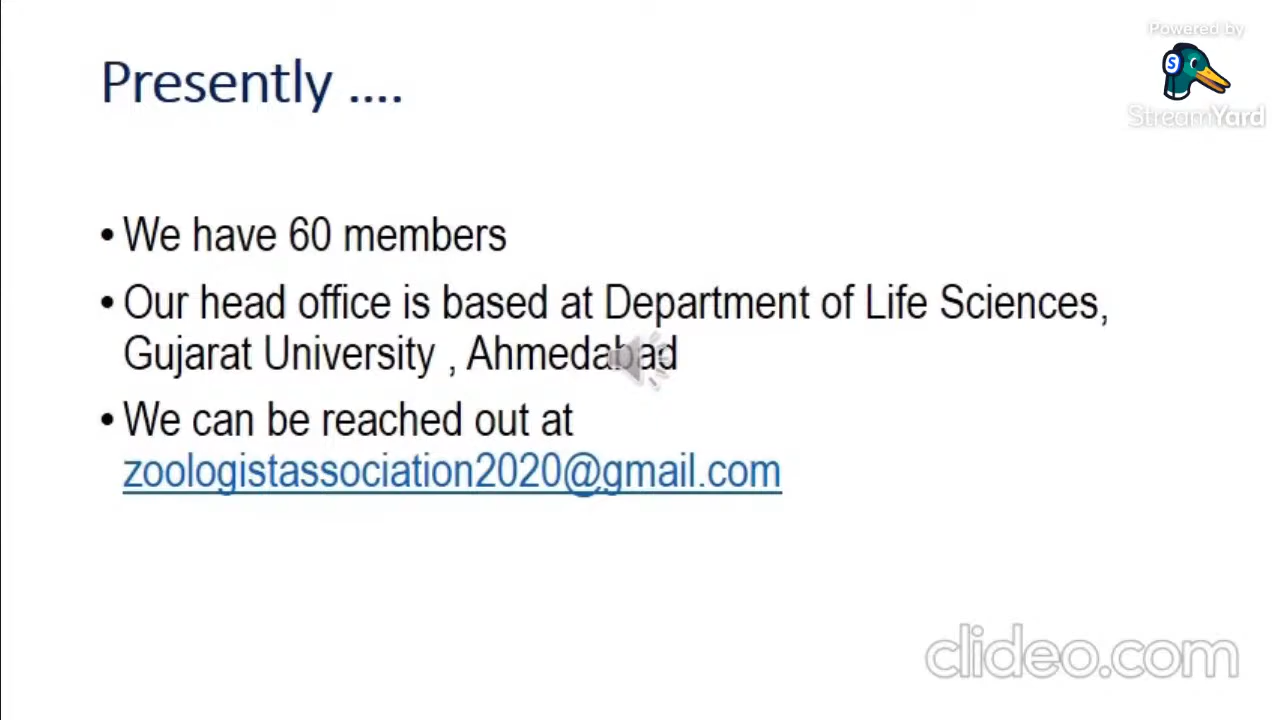 Powered by
StreamYard
Presently ....
• We have 60 members
• Our head office is based at Department of Life Sciences,
Gujarat University , Ahmedabad
• We can be reached out at
zoologistassociation2020@gmail.com
clideo.com